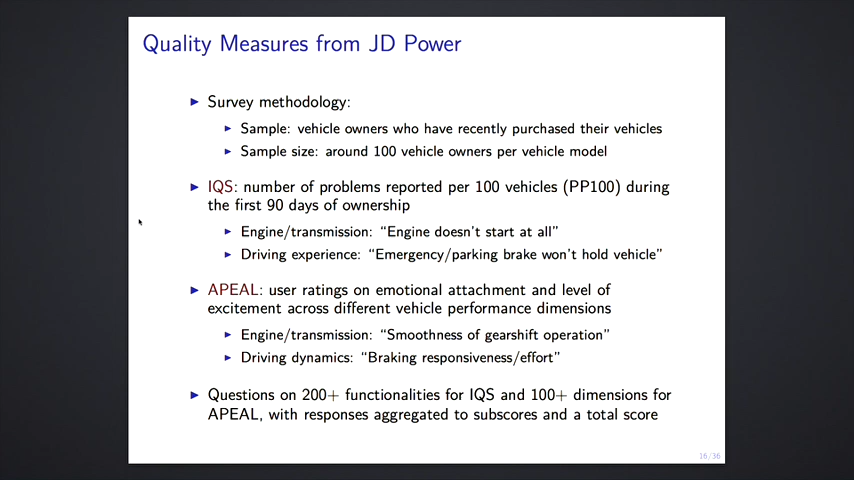 Quality Measures from JD Power
Survey methodology:
Sample: vehicle owners who have recently purchased their vehicles
Sample size: around 100 vehicle owners per vehicle model
IQS: number of problems reported per 100 vehicles (PP100) during
the first 90 days of ownership
Engine/transmission: “Engine doesn’t start at all”
Driving experience: “Emergency/parking brake won’t hold vehicle”
APEAL: user ratings on emotional attachment and level of
excitement across different vehicle performance dimensions
Engine/transmission: “Smoothness of gearshift operation”
Driving dynamics: “Braking responsiveness/effort”
Questions on 200+ functionalities for IQS and 100+ dimensions for
APEAL, with responses aggregated to subscores and a total score
16/36